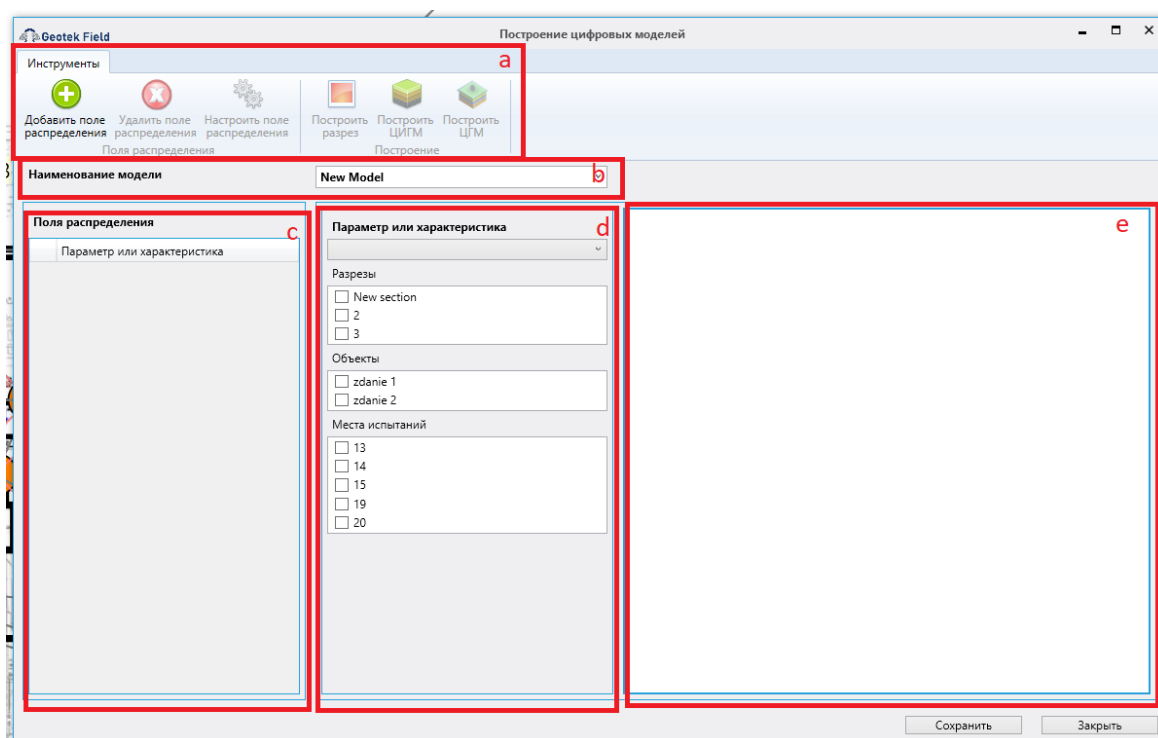 Geotek Field
Построение цифровых моделей
Инструменты
a
Добавить поле распределения
Удалить поле распределения
Настроить поле распределения
Построить разрез
Построить ЦИГМ
Построить ЦГМ
Поля распределения
Построение
Наименование модели
New Model
b
Поля распределения
c
Параметр или характеристика
Параметр или характеристика
d
Разрезы
New section
2
3
Объекты
zdanie 1
zdanie 2
Места испытаний
13
14
15
19
20
e
Сохранить
Закрыть